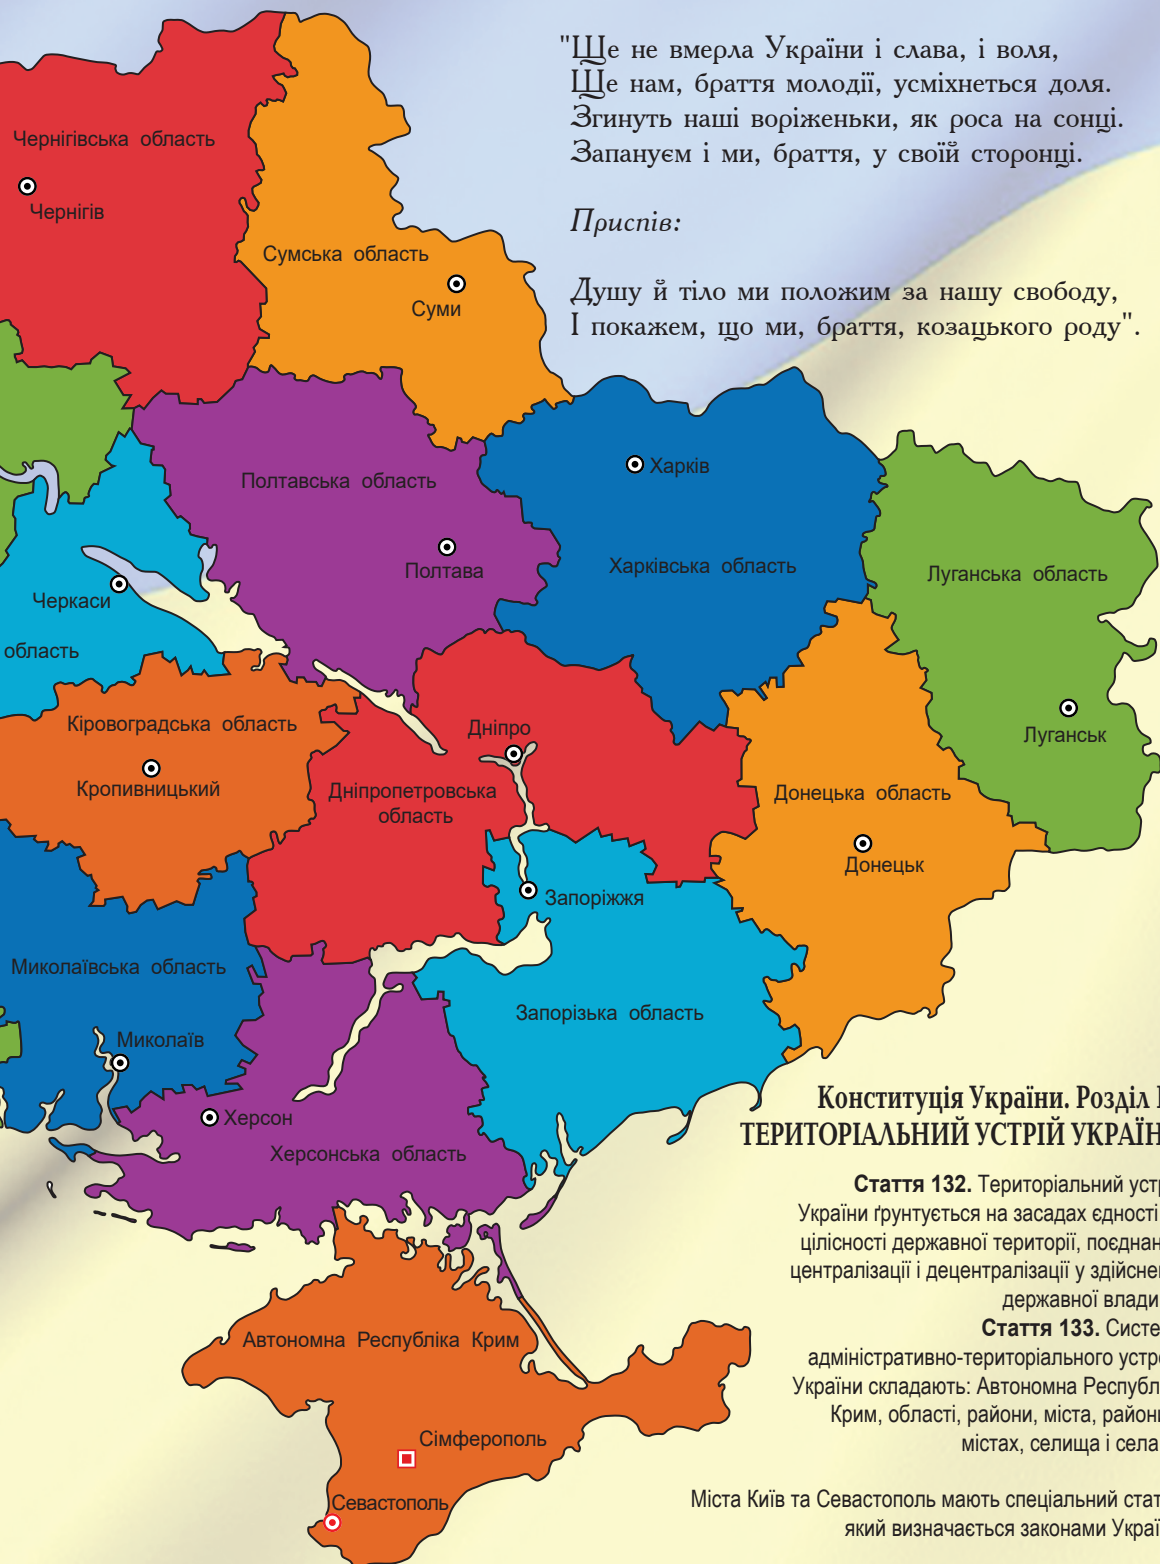 "Ще не вмерла України і слава, і воля,
Ще нам, браття молодії, усміхнеться доля.
Згинуть наші воріженьки, як роса на сонці.
Запануєм і ми, браття, у своїй сторонці.
Приспів:
Душу й тіло ми положим за нашу свободу,
І покажем, що ми, браття, козацького роду".
Чернігівська область
Чернігів
Сумська область
Суми
Полтавська область
Полтава
Харків
Харківська область
Луганська область
Луганськ
Черкаси
область
Кіровоградська область
Кропивницький
Дніпро
Дніпропетровська
область
Донецька область
Донецьк
Запоріжжя
Запорізька область
Миколаївська область
Миколаїв
Херсон
Херсонська область
Автономна Республіка Крим
Сімферополь
Севастополь
Конституція України. Розділ
ТЕРИТОРІАЛЬНИЙ УСТРІЙ УКРАЇН
Стаття 132. Територіальний устр
України ґрунтується на засадах єдності
цілісності державної території, поєднан
централізації і децентралізації у здійснен
державної влади
Стаття 133. Систе
адміністративно-територіального устро
України складають: Автономна Республ
Крим, області, райони, міста, райони
містах, селища і села
Міста Київ та Севастополь мають спеціальний стат
який визначається законами Украї